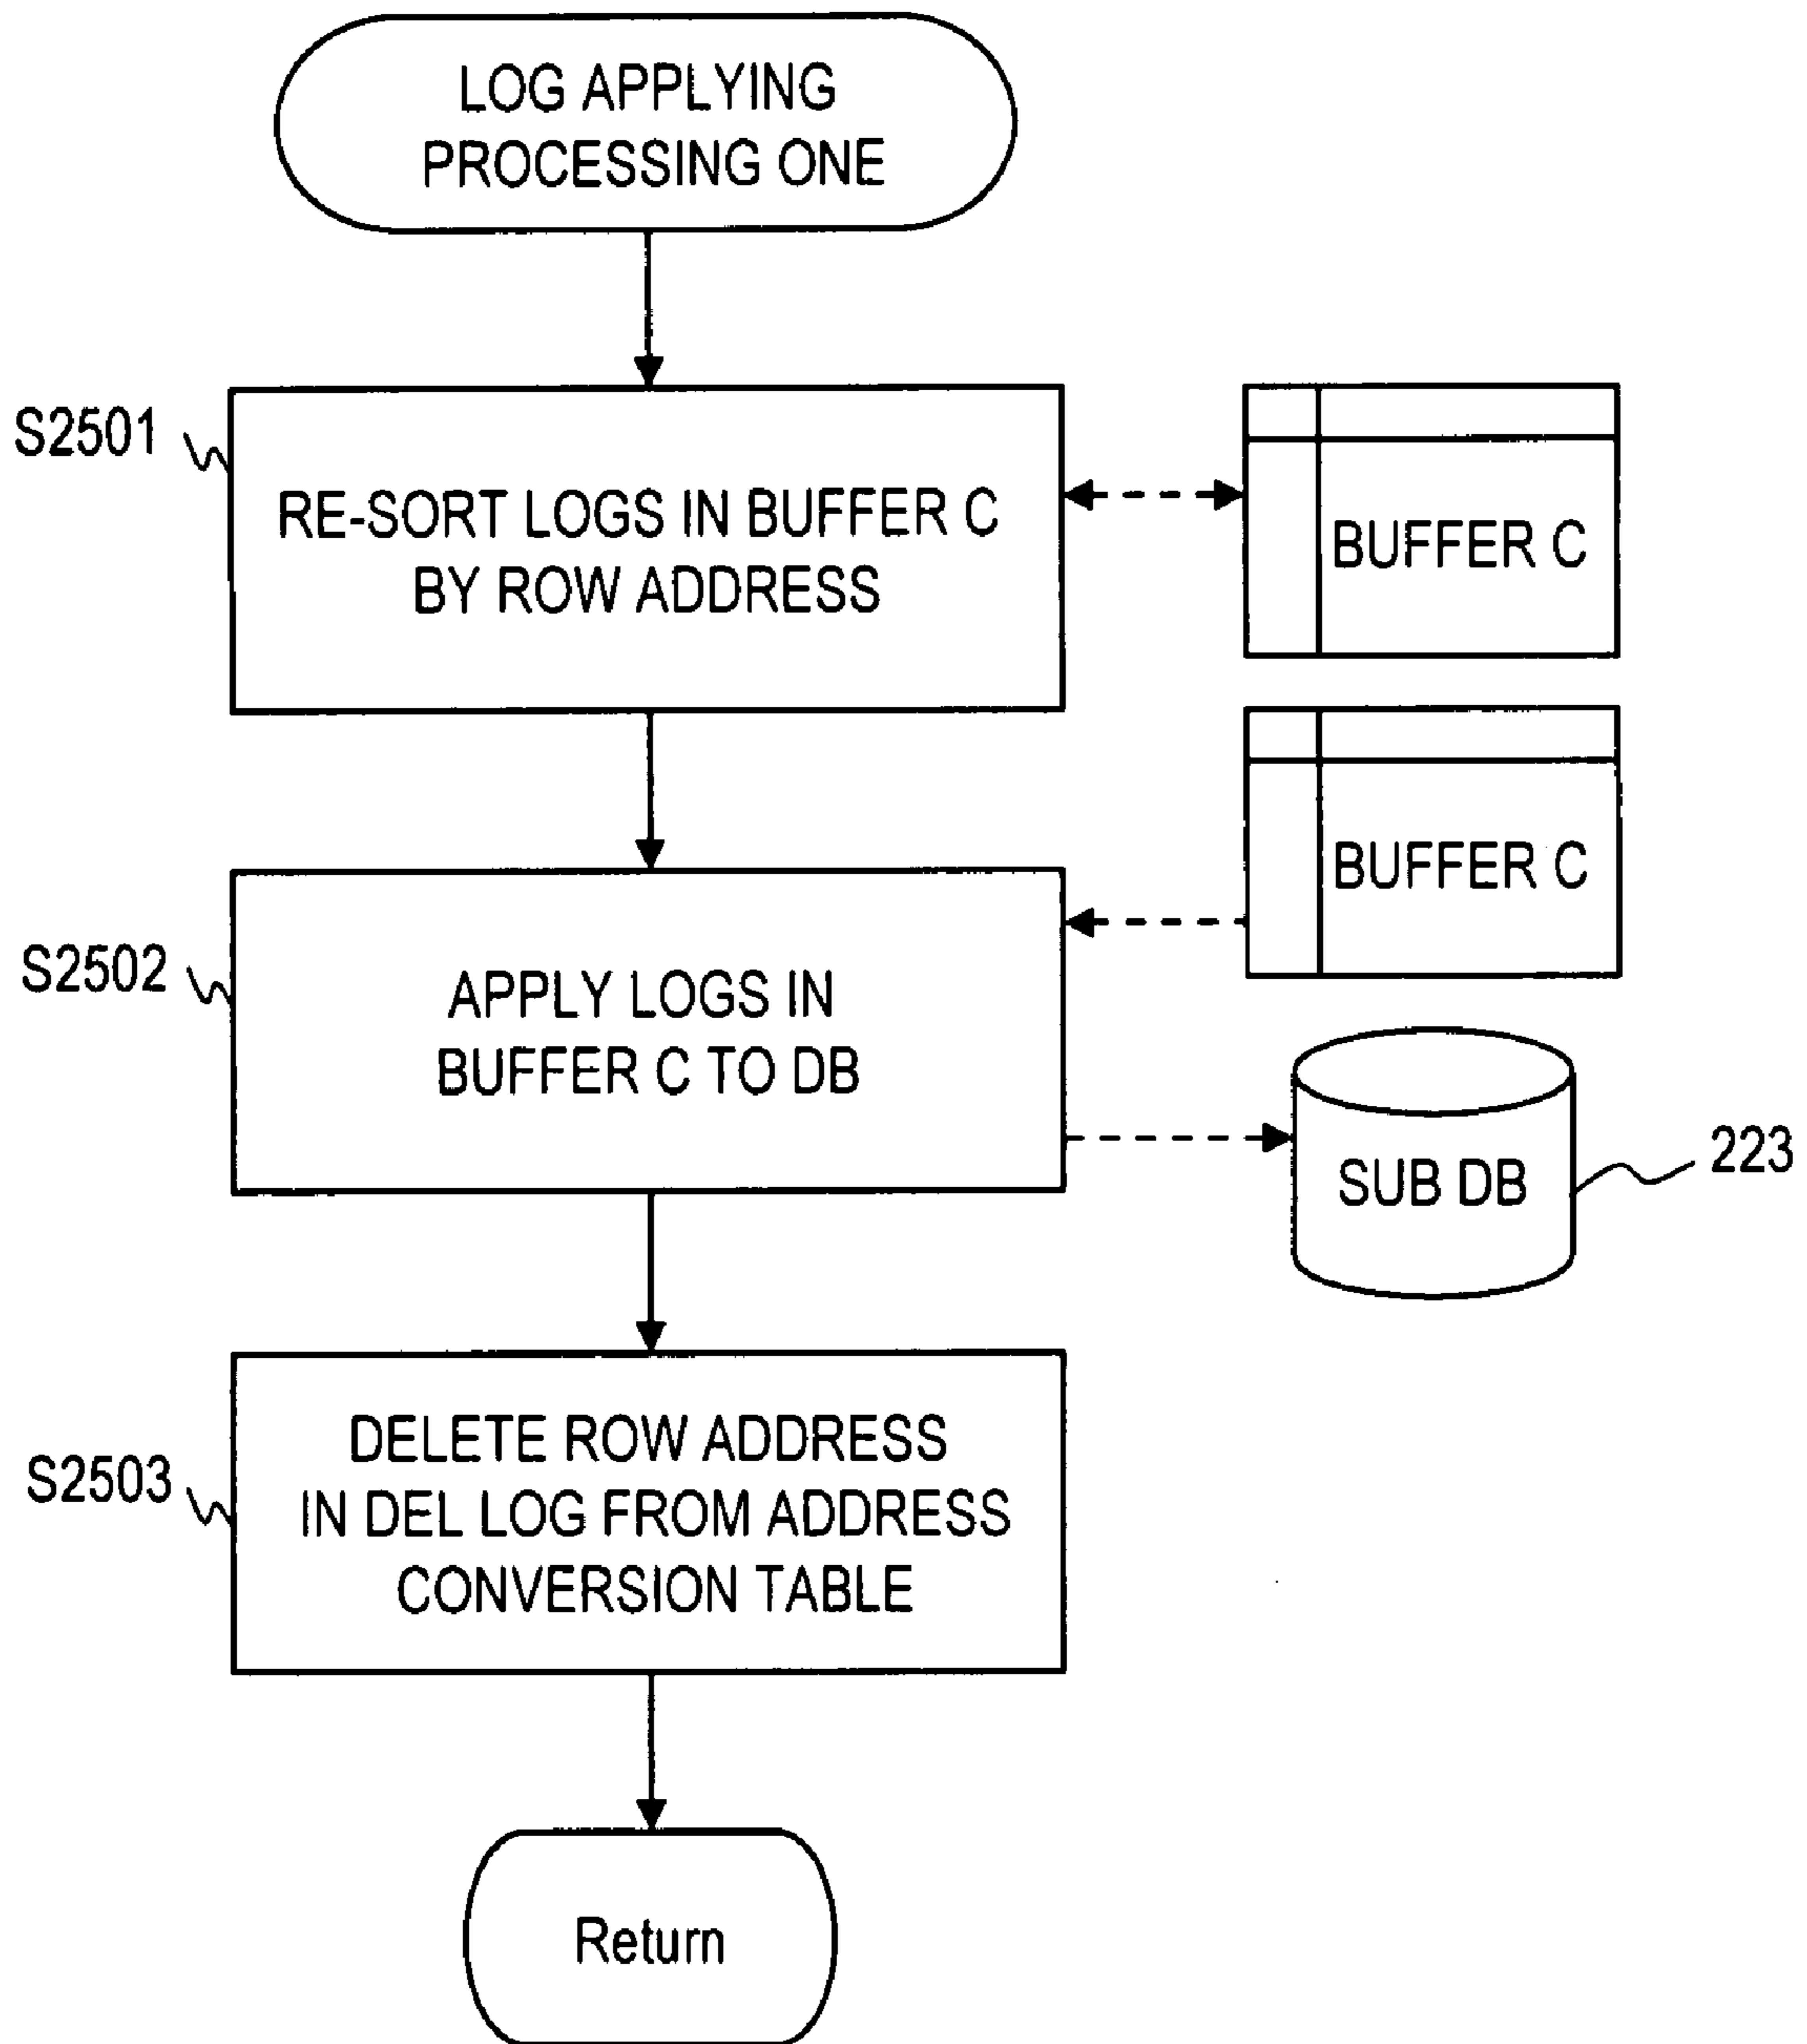 LOG APPLYING
PROCESSING ONE
S2501
RE-SORT LOGS IN BUFFER C
BY ROW ADDRESS
BUFFER C
BUFFER C
S2502
APPLY LOGS IN
BUFFER C TO DB
SUB DB
223
S2503
DELETE ROW ADDRESS
IN DEL LOG FROM ADDRESS
CONVERSION TABLE
Return